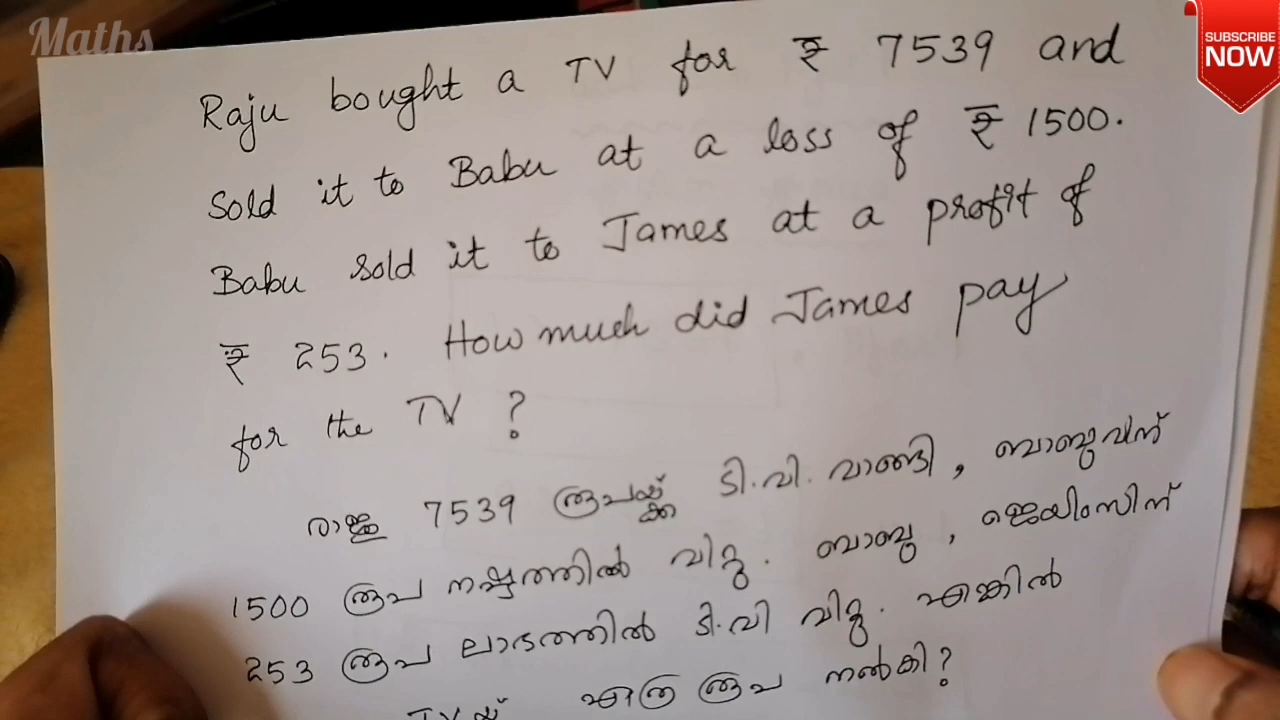 Maths
SUBSCRIBE
NOW
Raju bought a TV for ₹ 7539 and
Sold it to Babu at a loss of ₹ 1500.
Babu sold it to James at a profit of
₹ 253. How much did James pay
for the TV ?
രാജു 7539 രൂപയ്ക്ക് ടി.വി. വാങ്ങി, ബാബുവിന്
1500 രൂപ നഷ്ടത്തിൽ വിറ്റു. ബാബു, ജെയിംസിന്
253 രൂപ ലാഭത്തിൽ ടി.വി വിറ്റു. എങ്കിൽ
എത്ര രൂപ നൽകി?